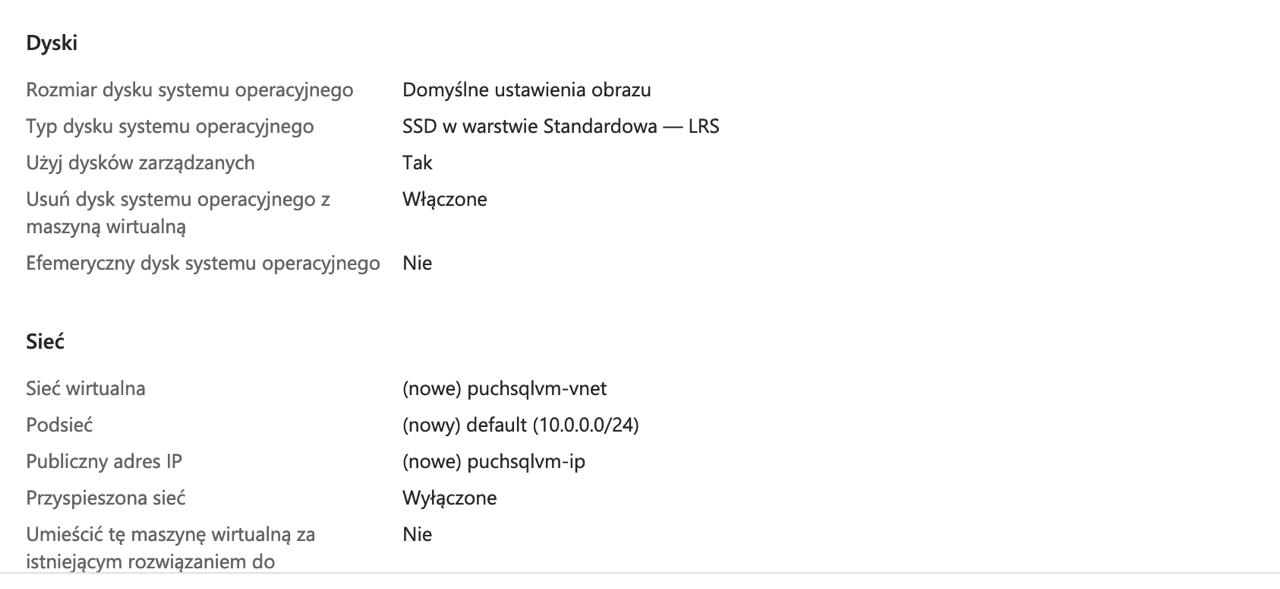 Dyski
Rozmiar dysku systemu operacyjnego Domyślne ustawienia obrazu
Typ dysku systemu operacyjnego SSD w warstwie Standardowa — LRS
Użyj dysków zarządzanych Tak
Usuń dysk systemu operacyjnego z Włączone
maszyną wirtualną
Efemeryczny dysk systemu operacyjnego Nie
Sieć
Sieć wirtualna (nowe) puchsqlvm-vnet
Podsieć (nowy) default (10.0.0.0/24)
Publiczny adres IP (nowe) puchsqlvm-ip
Przyspieszona sieć Wyłączone
Umieścić tę maszynę wirtualną za Nie
istniejącym rozwiązaniem do